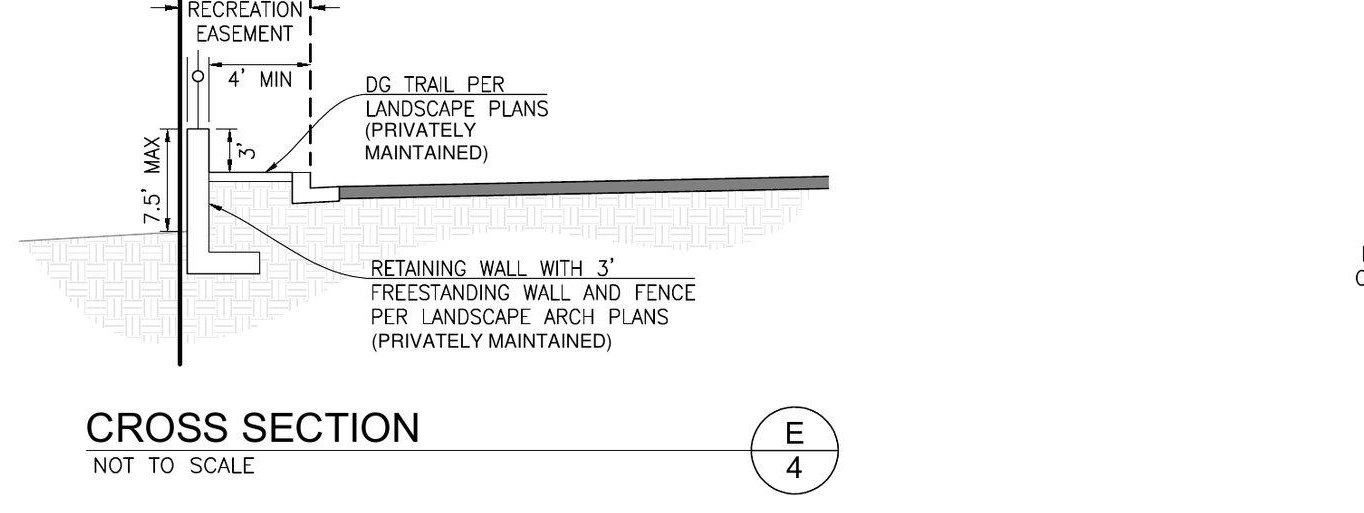 RECREATION
EASEMENT
4' MIN
DG TRAIL PER
LANDSCAPE PLANS
(PRIVATELY
MAINTAINED)
3'
7.5' MAX
RETAINING WALL WITH 3'
FREESTANDING WALL AND FENCE
PER LANDSCAPE ARCH PLANS
(PRIVATELY MAINTAINED)
CROSS SECTION
NOT TO SCALE
E
4